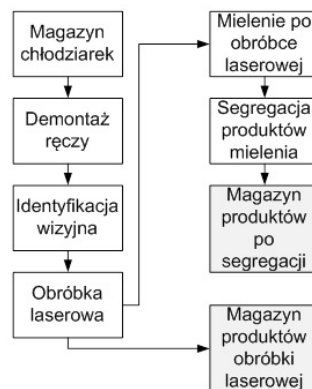 Magazyn
chłodziarek
Demontaż
ręczy
Identyfikacja
wizyjna
Obróbka
laserowa
Mielenie po
obróbce
laserowej
Segregacja
produktów
mielenia
Magazyn
produktów
po
segregacji
Magazyn
produktów
obróbki
laserowej